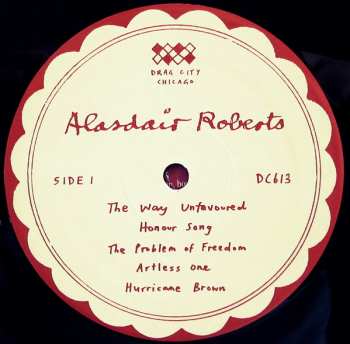 DRAG CITY
CHICAGO
Alasdair Roberts
SIDE 1
DC613
The Way Unfavoured
Honour Song
The Problem of Freedom
Artless One
Hurricane Brown